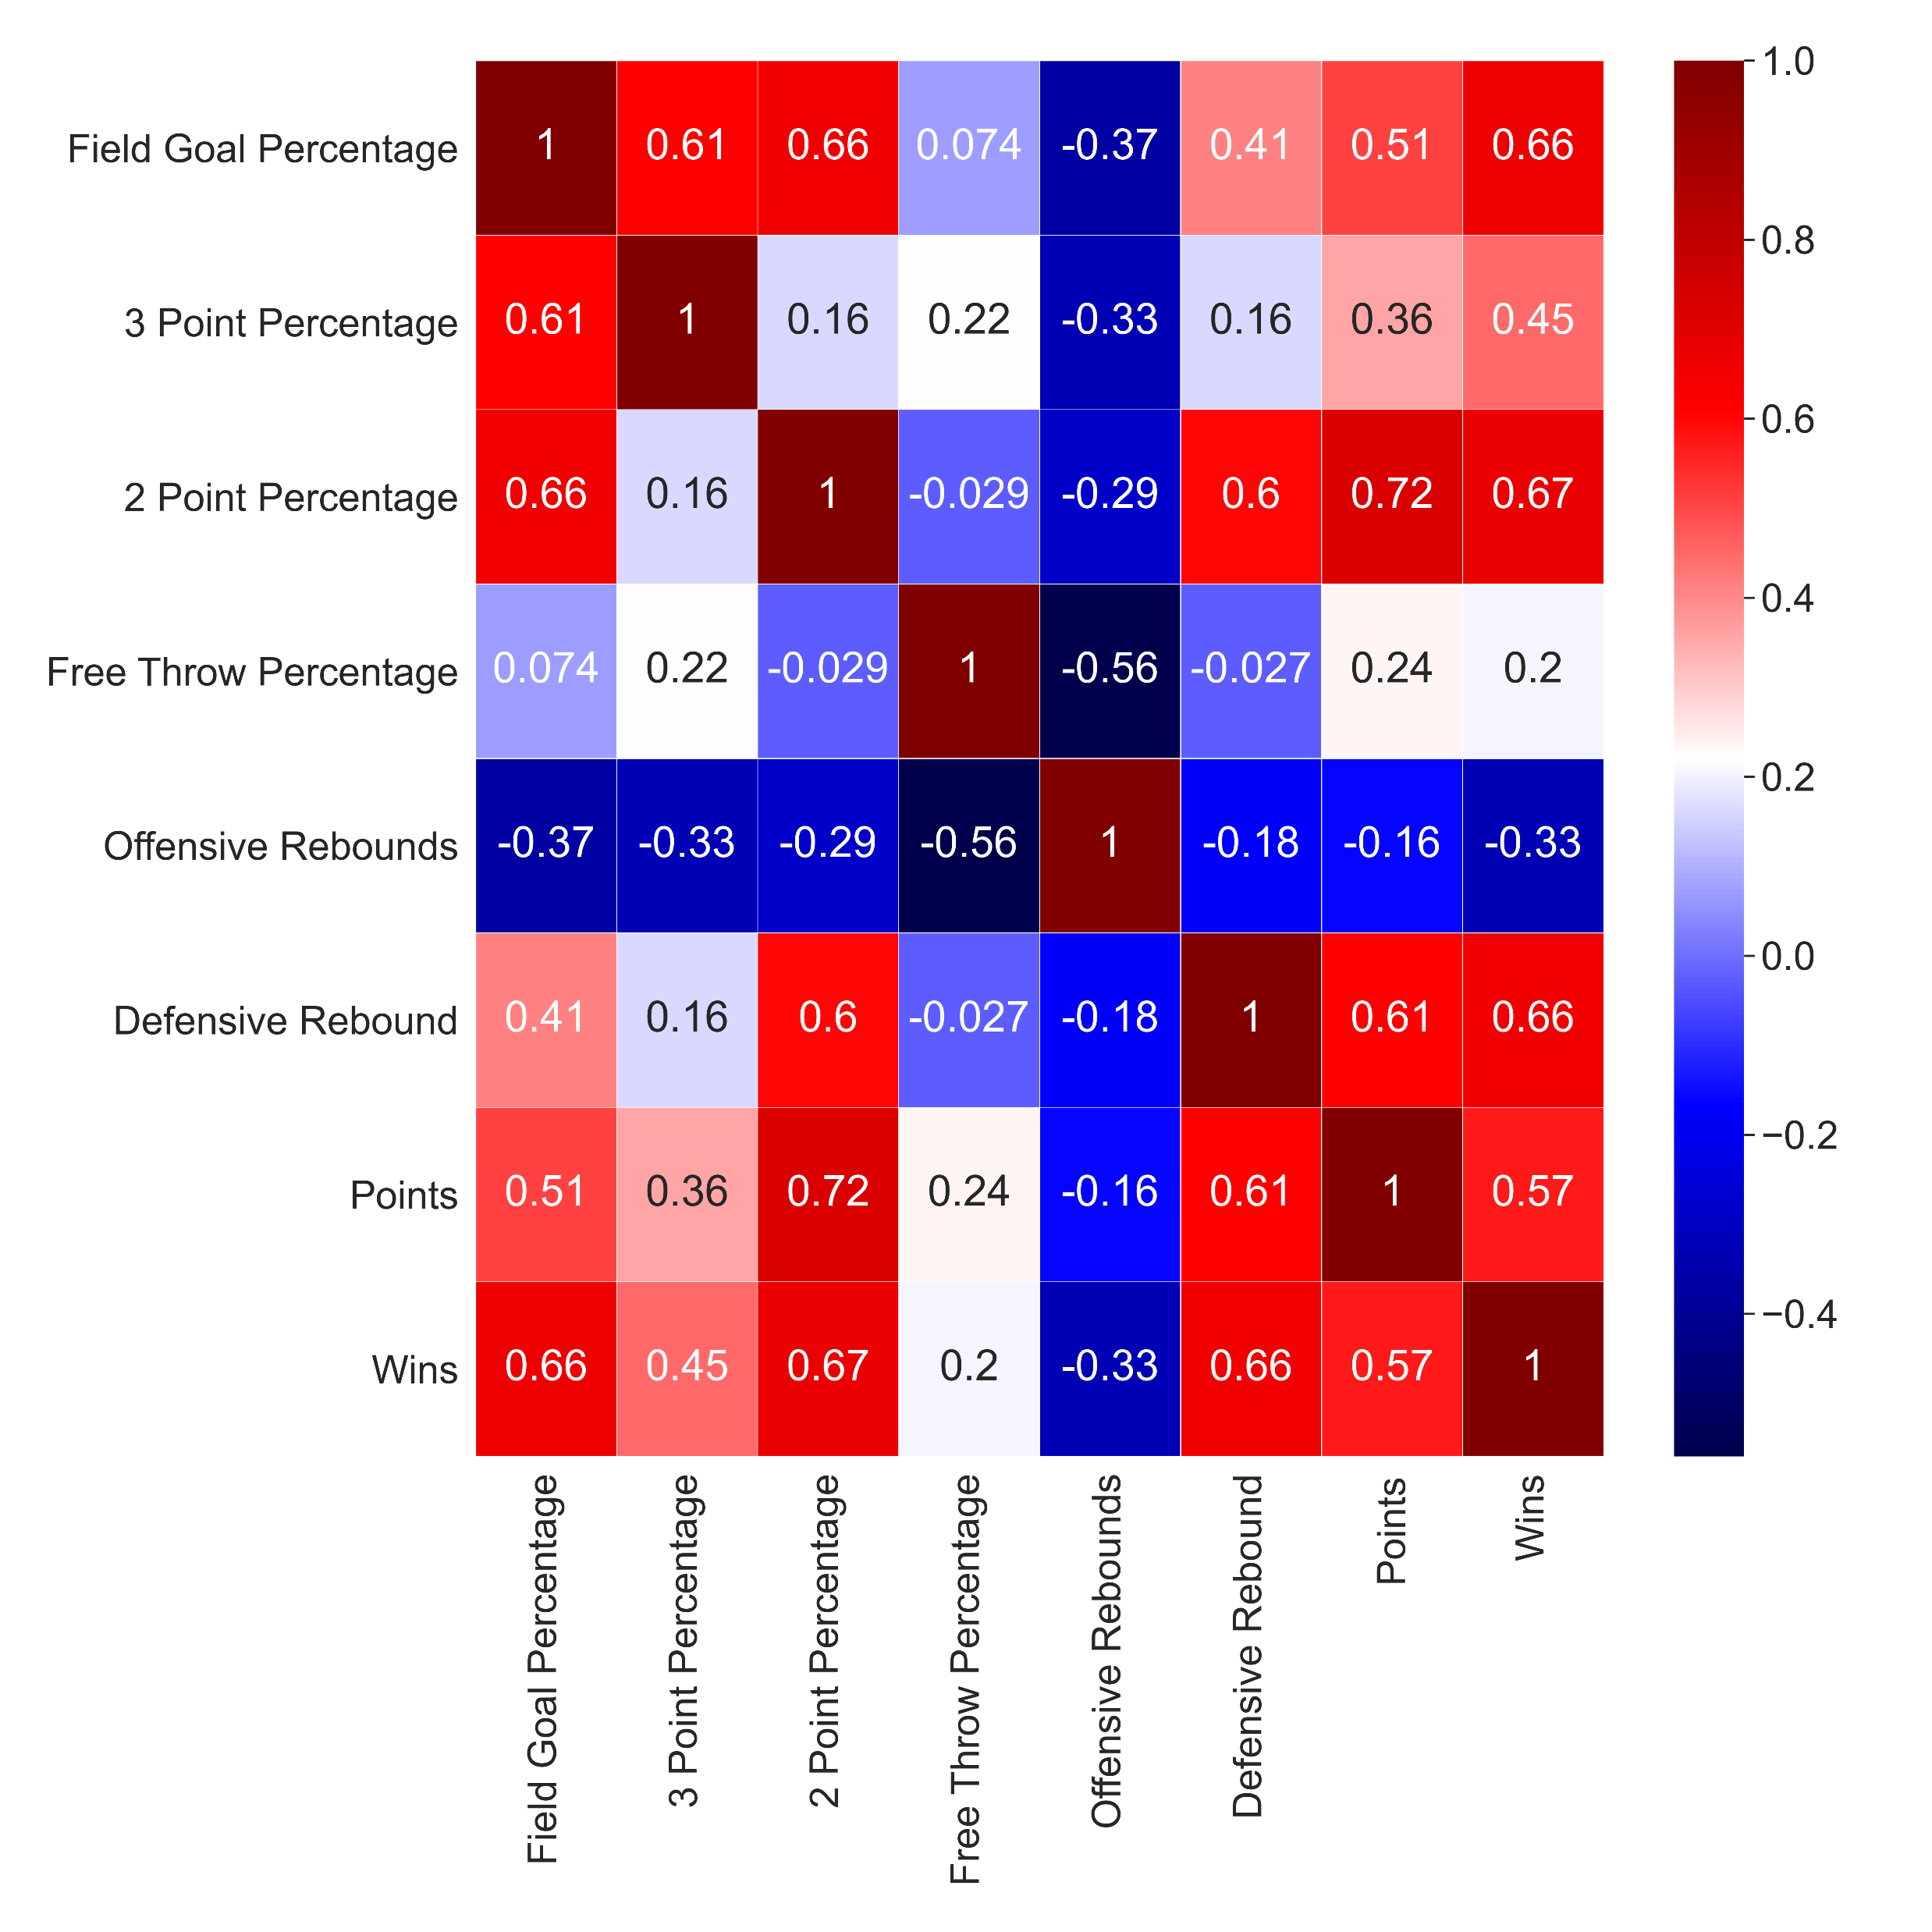 Field Goal Percentage 1 0.61 0.66 0.074 -0.37 0.41 0.51 0.66
3 Point Percentage 0.61 1 0.16 0.22 -0.33 0.16 0.36 0.45
2 Point Percentage 0.66 0.16 1 -0.029 -0.29 0.6 0.72 0.67
Free Throw Percentage 0.074 0.22 -0.029 1 -0.56 -0.027 0.24 0.2
Offensive Rebounds -0.37 -0.33 -0.29 -0.56 1 -0.18 -0.16 -0.33
Defensive Rebound 0.41 0.16 0.6 -0.027 -0.18 1 0.61 0.66
Points 0.51 0.36 0.72 0.24 -0.16 0.61 1 0.57
Wins 0.66 0.45 0.67 0.2 -0.33 0.66 0.57 1
Field Goal Percentage
3 Point Percentage
2 Point Percentage
Free Throw Percentage
Offensive Rebounds
Defensive Rebound
Points
Wins
1.0
0.8
0.6
0.4
0.2
0.0
−0.2
−0.4